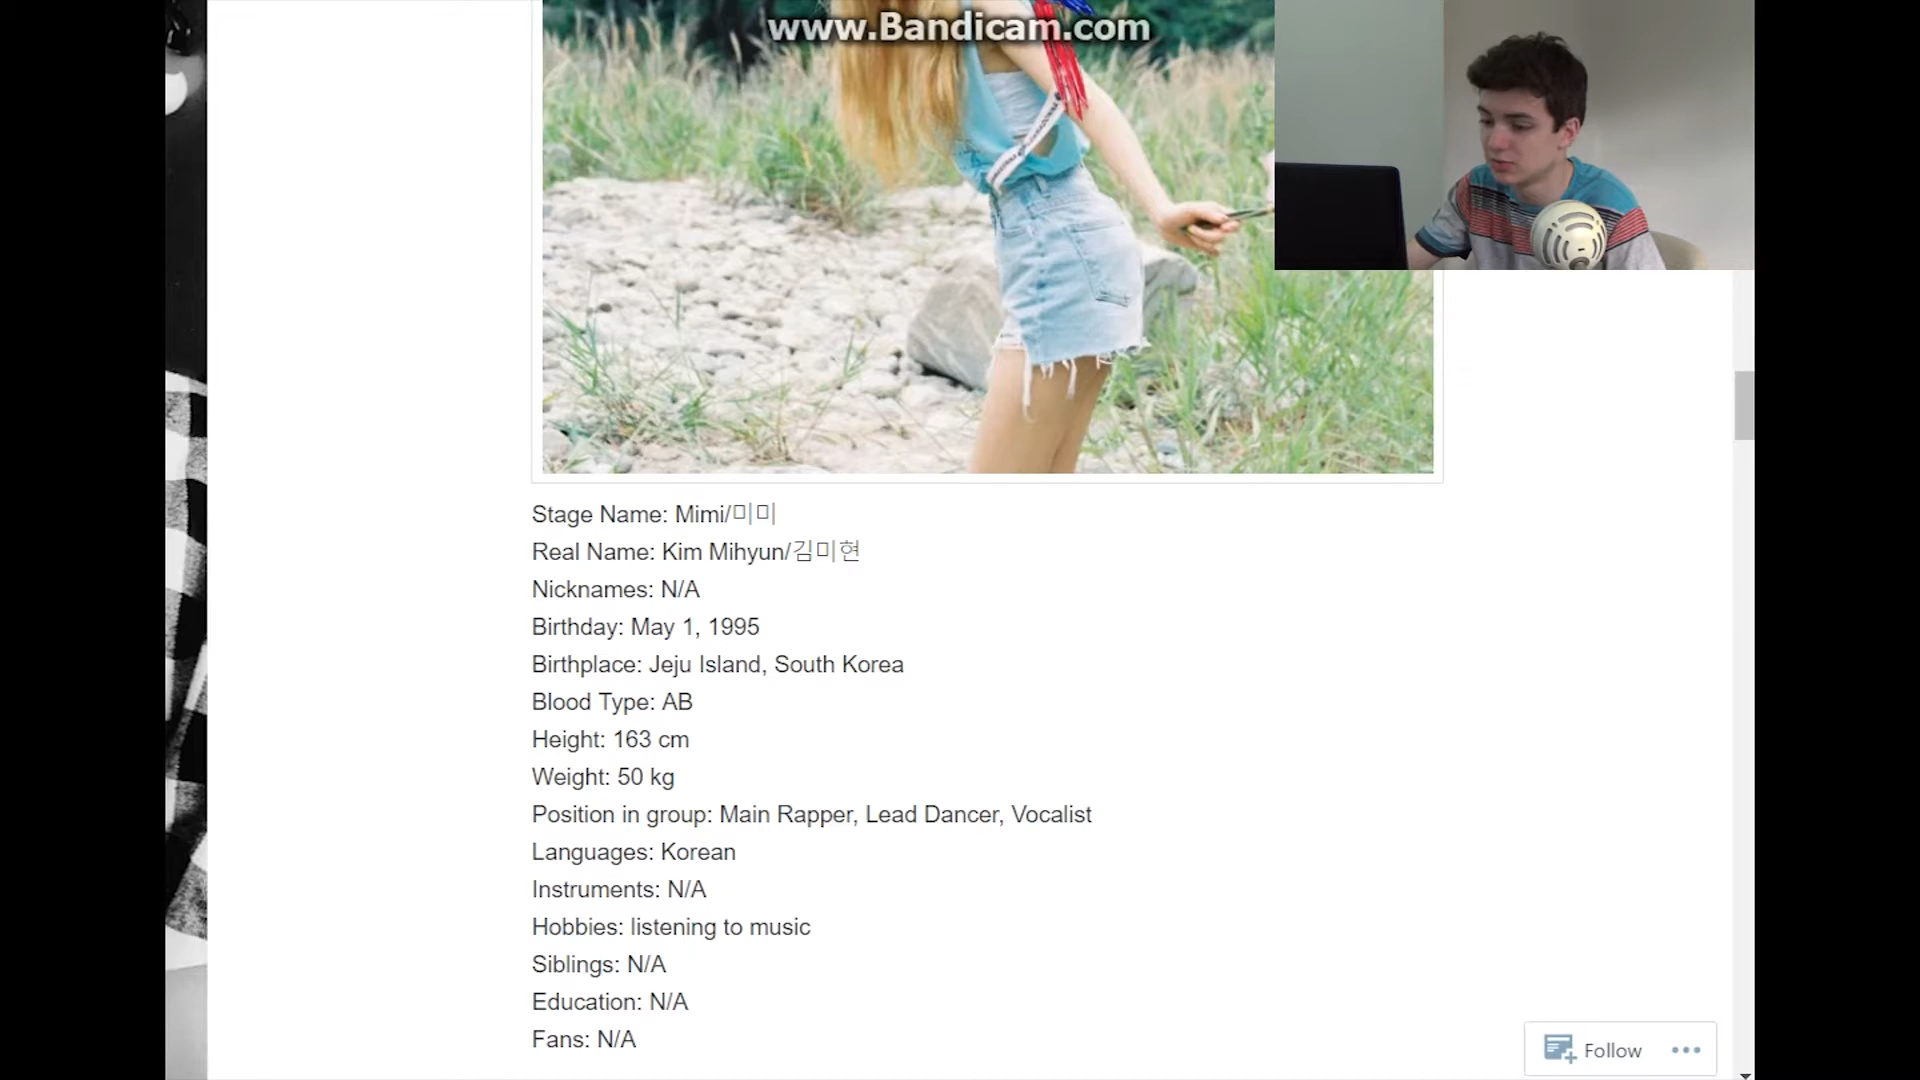 www.Bandicam.com
Stage Name: Mimi/미미
Real Name: Kim Mihyun/김미현
Nicknames: N/A
Birthday: May 1, 1995
Birthplace: Jeju Island, South Korea
Blood Type: AB
Height: 163 cm
Weight: 50 kg
Position in group: Main Rapper, Lead Dancer, Vocalist
Languages: Korean
Instruments: N/A
Hobbies: listening to music
Siblings: N/A
Education: N/A
Fans: N/A
Follow